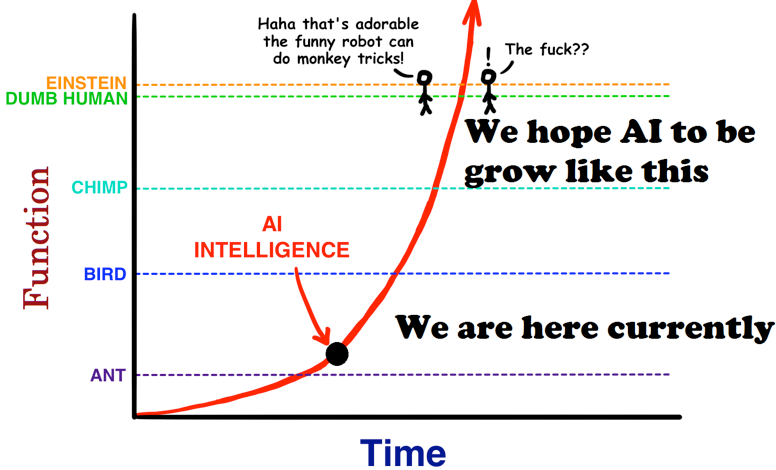 Haha that's adorable
the funny robot can
do monkey tricks!
!
The fuck??
EINSTEIN
DUMB HUMAN
We hope AI to be
grow like this
CHIMP
AI
INTELLIGENCE
BIRD
We are here currently
ANT
Function
Time